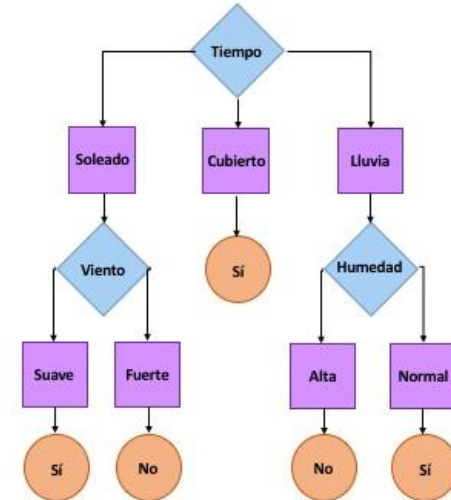 Tiempo
Soleado
Cubierto
Lluvia
Viento
Sí
Humedad
Suave
Fuerte
Alta
Normal
Sí
No
No
Sí